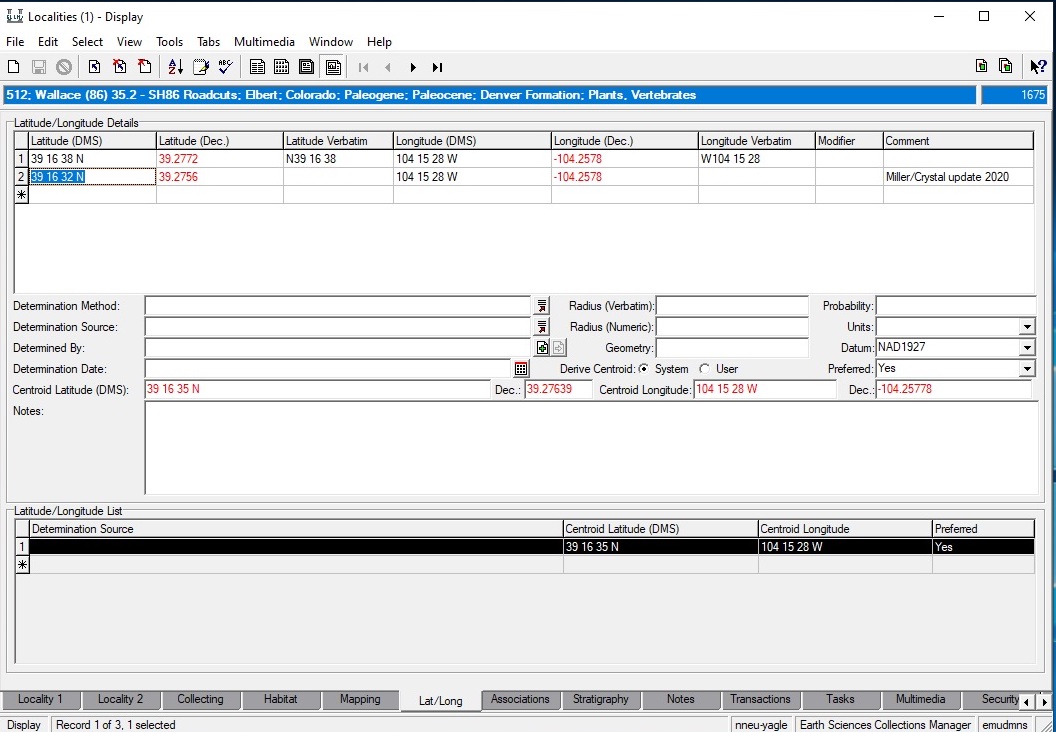 Localities (1) - Display
File Edit Select View Tools Tabs Multimedia Window Help
512; Wallace (86) 35.2 - SH86 Roadcuts; Elbert; Colorado; Paleogene; Paleocene; Denver Formation; Plants, Vertebrates 1675
Latitude/Longitude Details
Latitude (DMS) Latitude (Dec.) Latitude Verbatim Longitude (DMS) Longitude (Dec.) Longitude Verbatim Modifier Comment
1 39 16 38 N 39.2772 N39 16 38 104 15 28 W -104.2578 W104 15 28
2 39 16 32 N 39.2756 104 15 28 W -104.2578 Miller/Crystal update 2020
Determination Method: Radius (Verbatim): Probability:
Determination Source: Radius (Numeric): Units:
Determined By: Geometry: Datum: NAD1927
Determination Date: Derive Centroid: System User Preferred: Yes
Centroid Latitude (DMS): 39 16 35 N Dec.: 39.27639 Centroid Longitude: 104 15 28 W Dec.: -104.25778
Notes:
Latitude/Longitude List
Determination Source Centroid Latitude (DMS) Centroid Longitude Preferred
1 39 16 35 N 104 15 28 W Yes
Locality 1 Locality 2 Collecting Habitat Mapping Lat/Long Associations Stratigraphy Notes Transactions Tasks Multimedia Security
Display Record 1 of 3, 1 selected nneu-yagle Earth Sciences Collections Manager emudmns